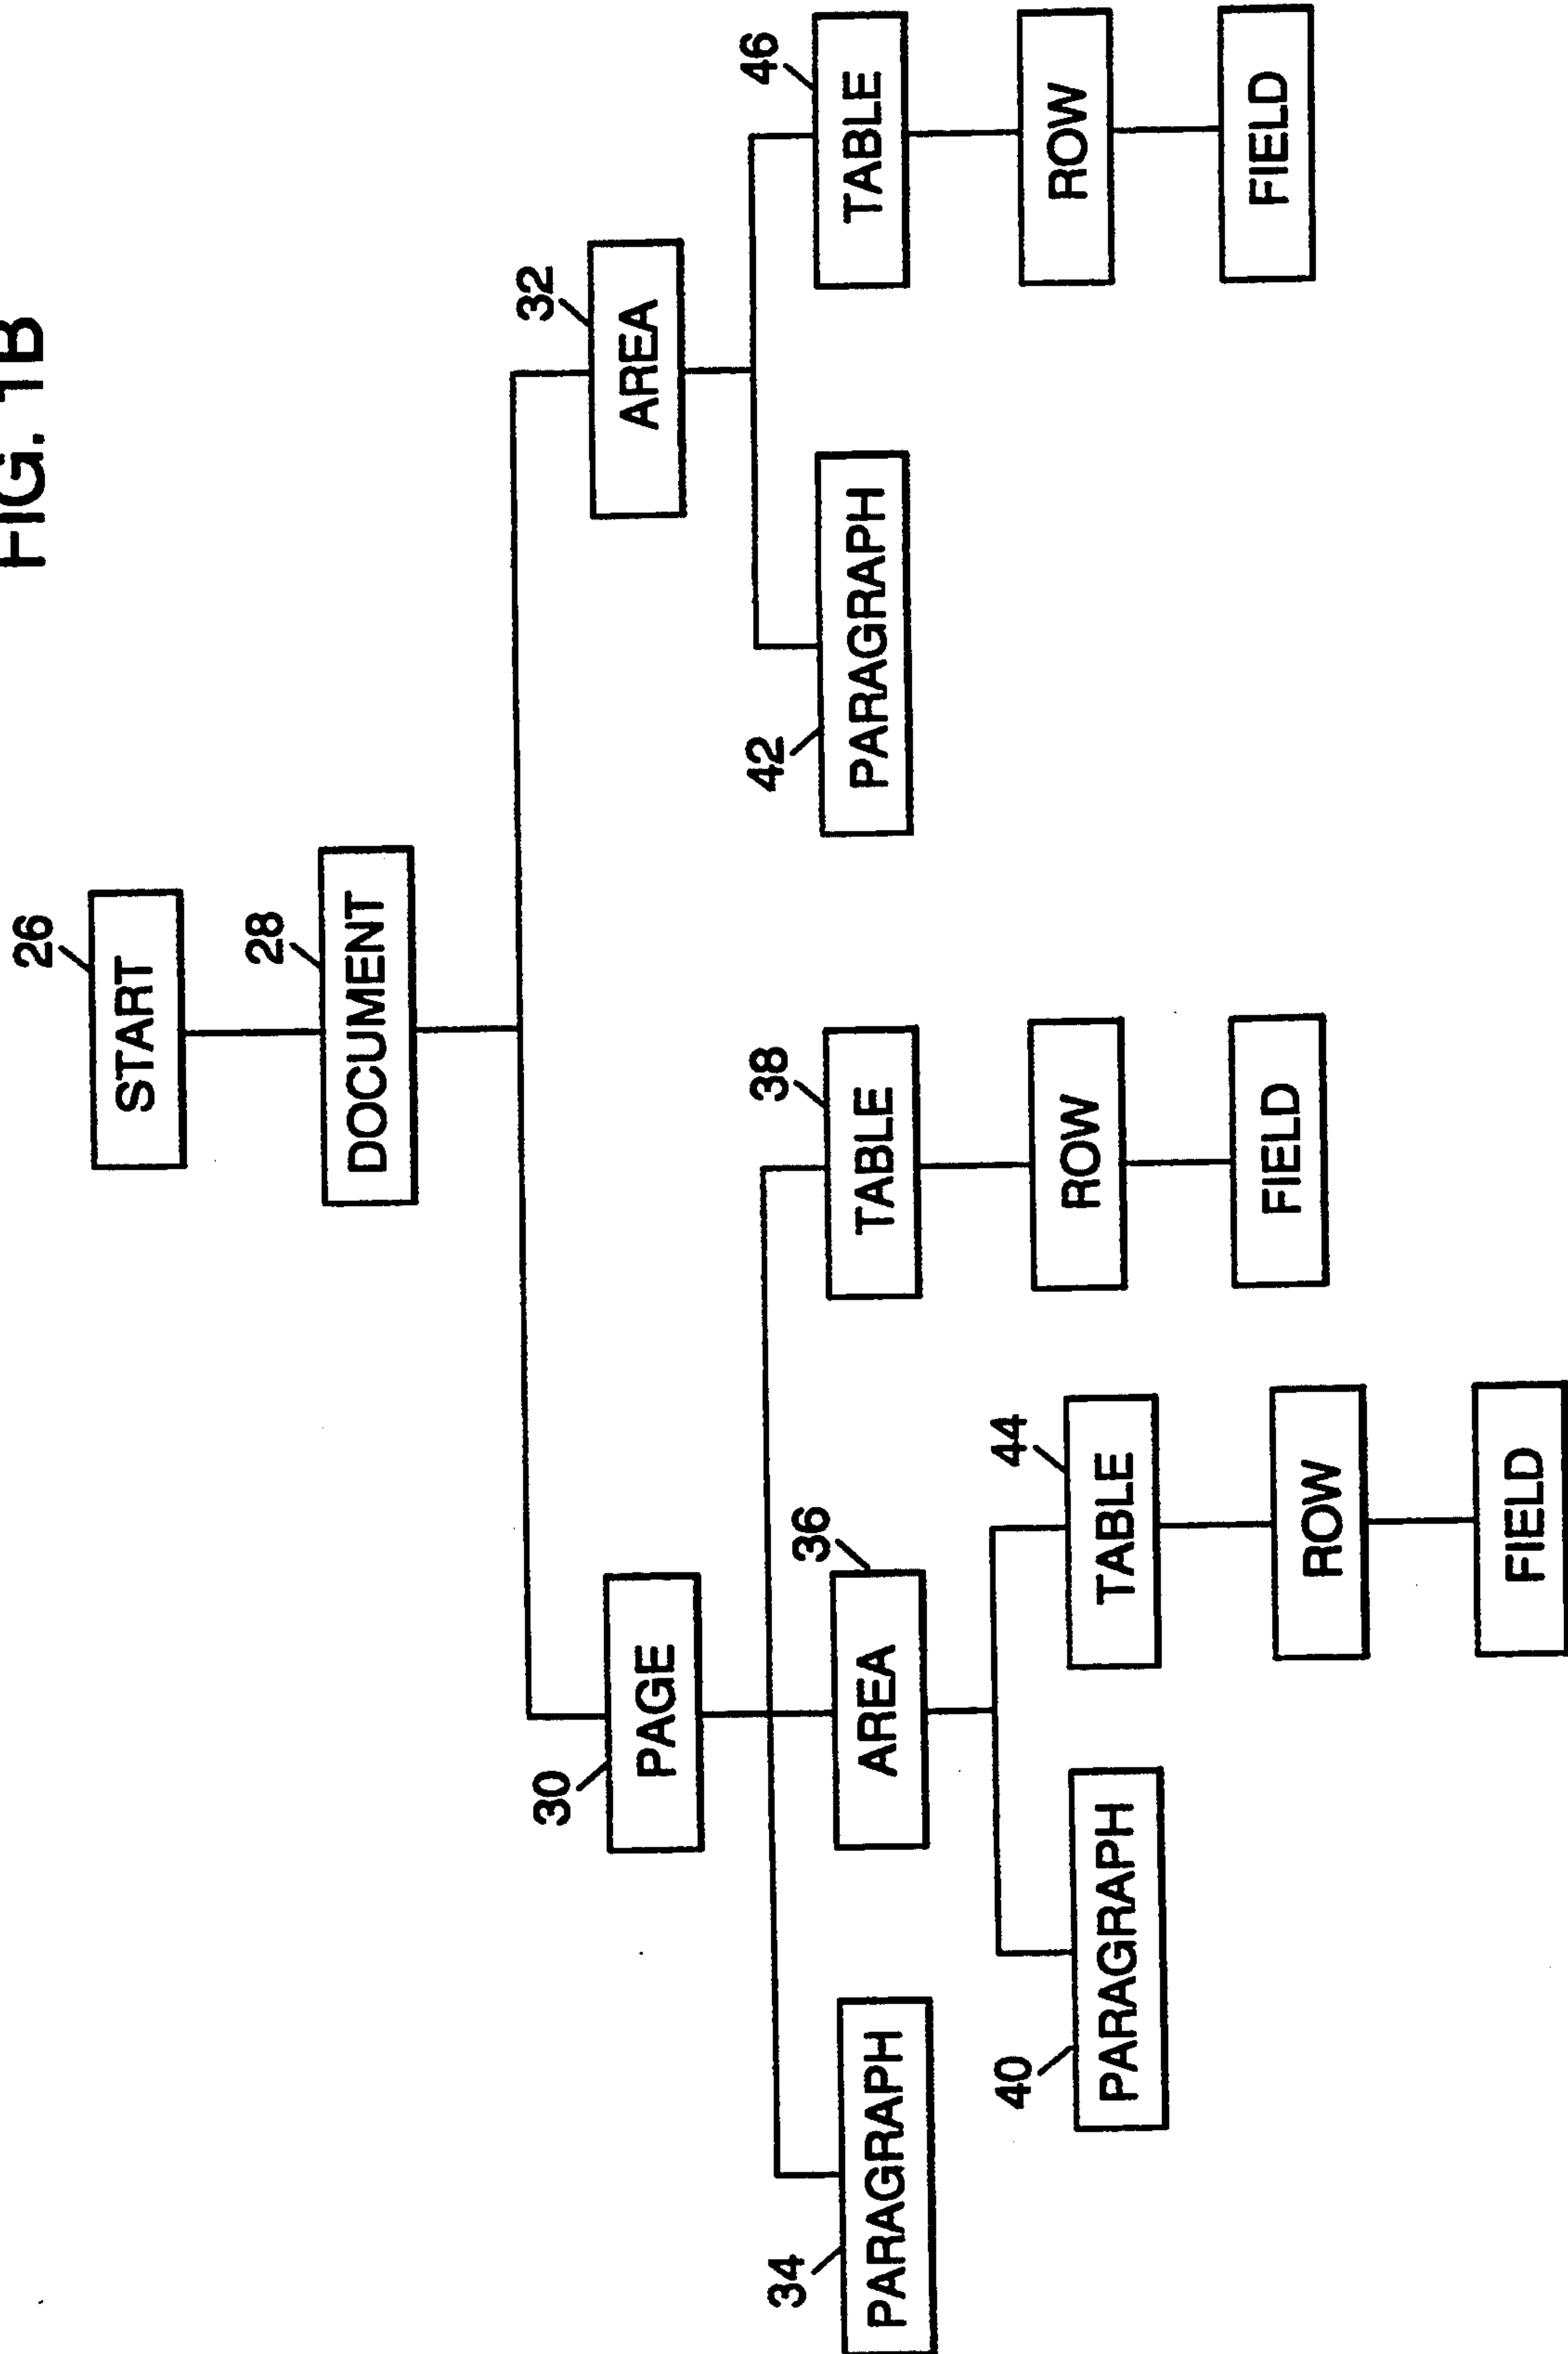 FIG. 1B
26
START
28
DOCUMENT
30
PAGE
32
AREA
34
PARAGRAPH
36
AREA
38
TABLE
42
PARAGRAPH
46
TABLE
40
PARAGRAPH
44
TABLE
ROW
ROW
ROW
FIELD
FIELD
FIELD